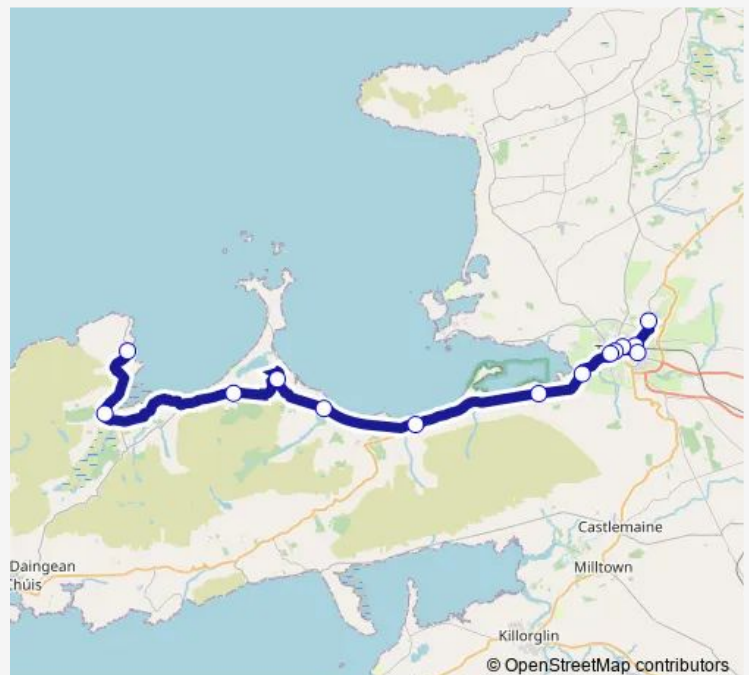 T
Castlemaine
Daingean
Chúis
Milltown
Killorglin
© OpenStreetMap contributors